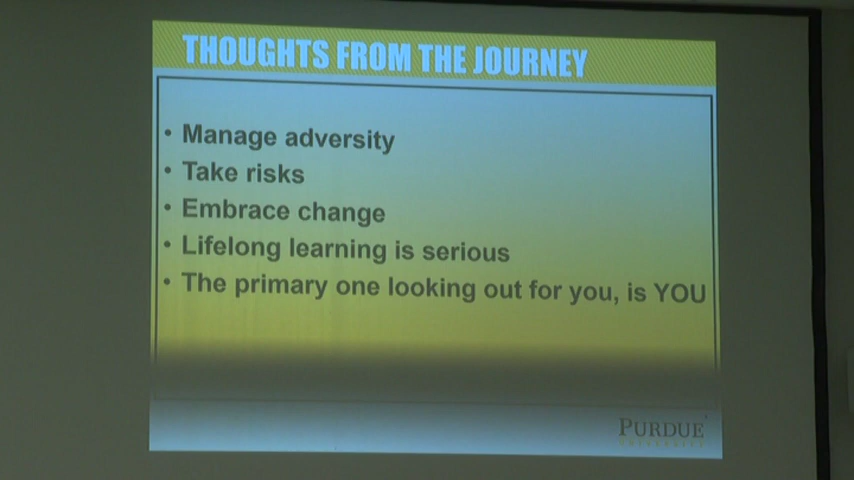 THOUGHTS FROM THE JOURNEY
• Manage adversity
• Take risks
• Embrace change
• Lifelong learning is serious
• The primary one looking out for you, is YOU
PURDUE
UNIVERSITY